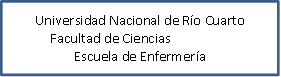 Universidad Nacional de Río Cuarto
Facultad de Ciencias
Escuela de Enfermería